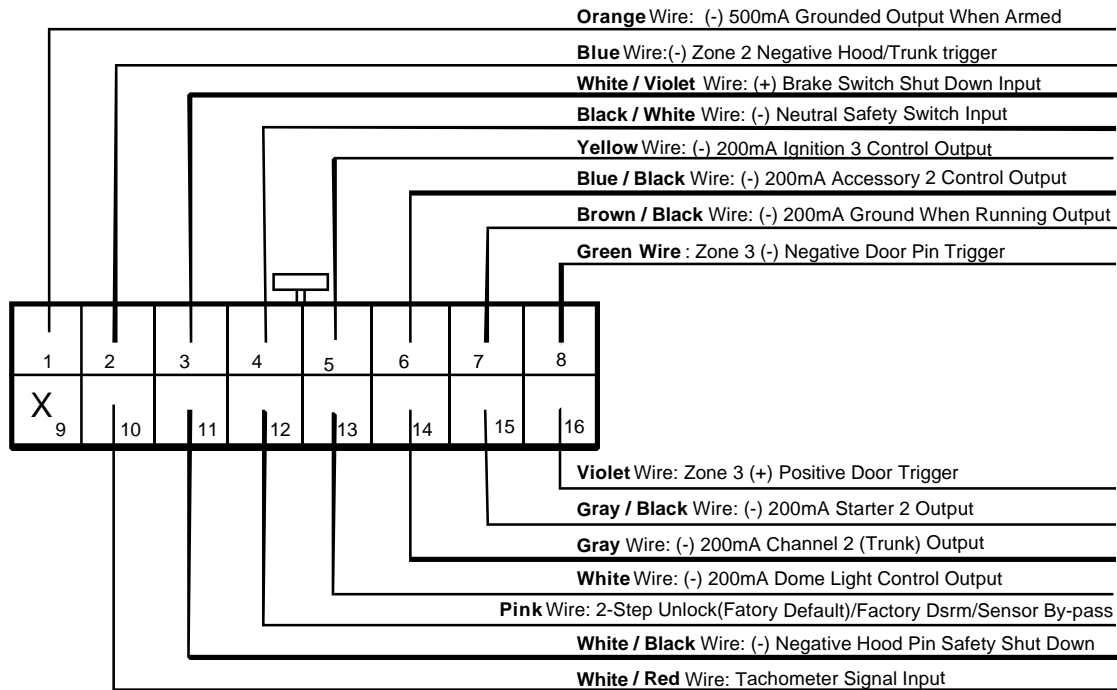 Orange Wire: (-) 500mA Grounded Output When Armed
Blue Wire:(-) Zone 2 Negative Hood/Trunk trigger
White / Violet Wire: (+) Brake Switch Shut Down Input
Black / White Wire: (-) Neutral Safety Switch Input
Yellow Wire: (-) 200mA Ignition 3 Control Output
Blue / Black Wire: (-) 200mA Accessory 2 Control Output
Brown / Black Wire: (-) 200mA Ground When Running Output
Green Wire : Zone 3 (-) Negative Door Pin Trigger
1 2 3 4 5 6 7 8
X 9 10 11 12 13 14 15 16
Violet Wire: Zone 3 (+) Positive Door Trigger
Gray / Black Wire: (-) 200mA Starter 2 Output
Gray Wire: (-) 200mA Channel 2 (Trunk) Output
White Wire: (-) 200mA Dome Light Control Output
Pink Wire: 2-Step Unlock(Fatory Default)/Factory Dsrm/Sensor By-pass
White / Black Wire: (-) Negative Hood Pin Safety Shut Down
White / Red Wire: Tachometer Signal Input